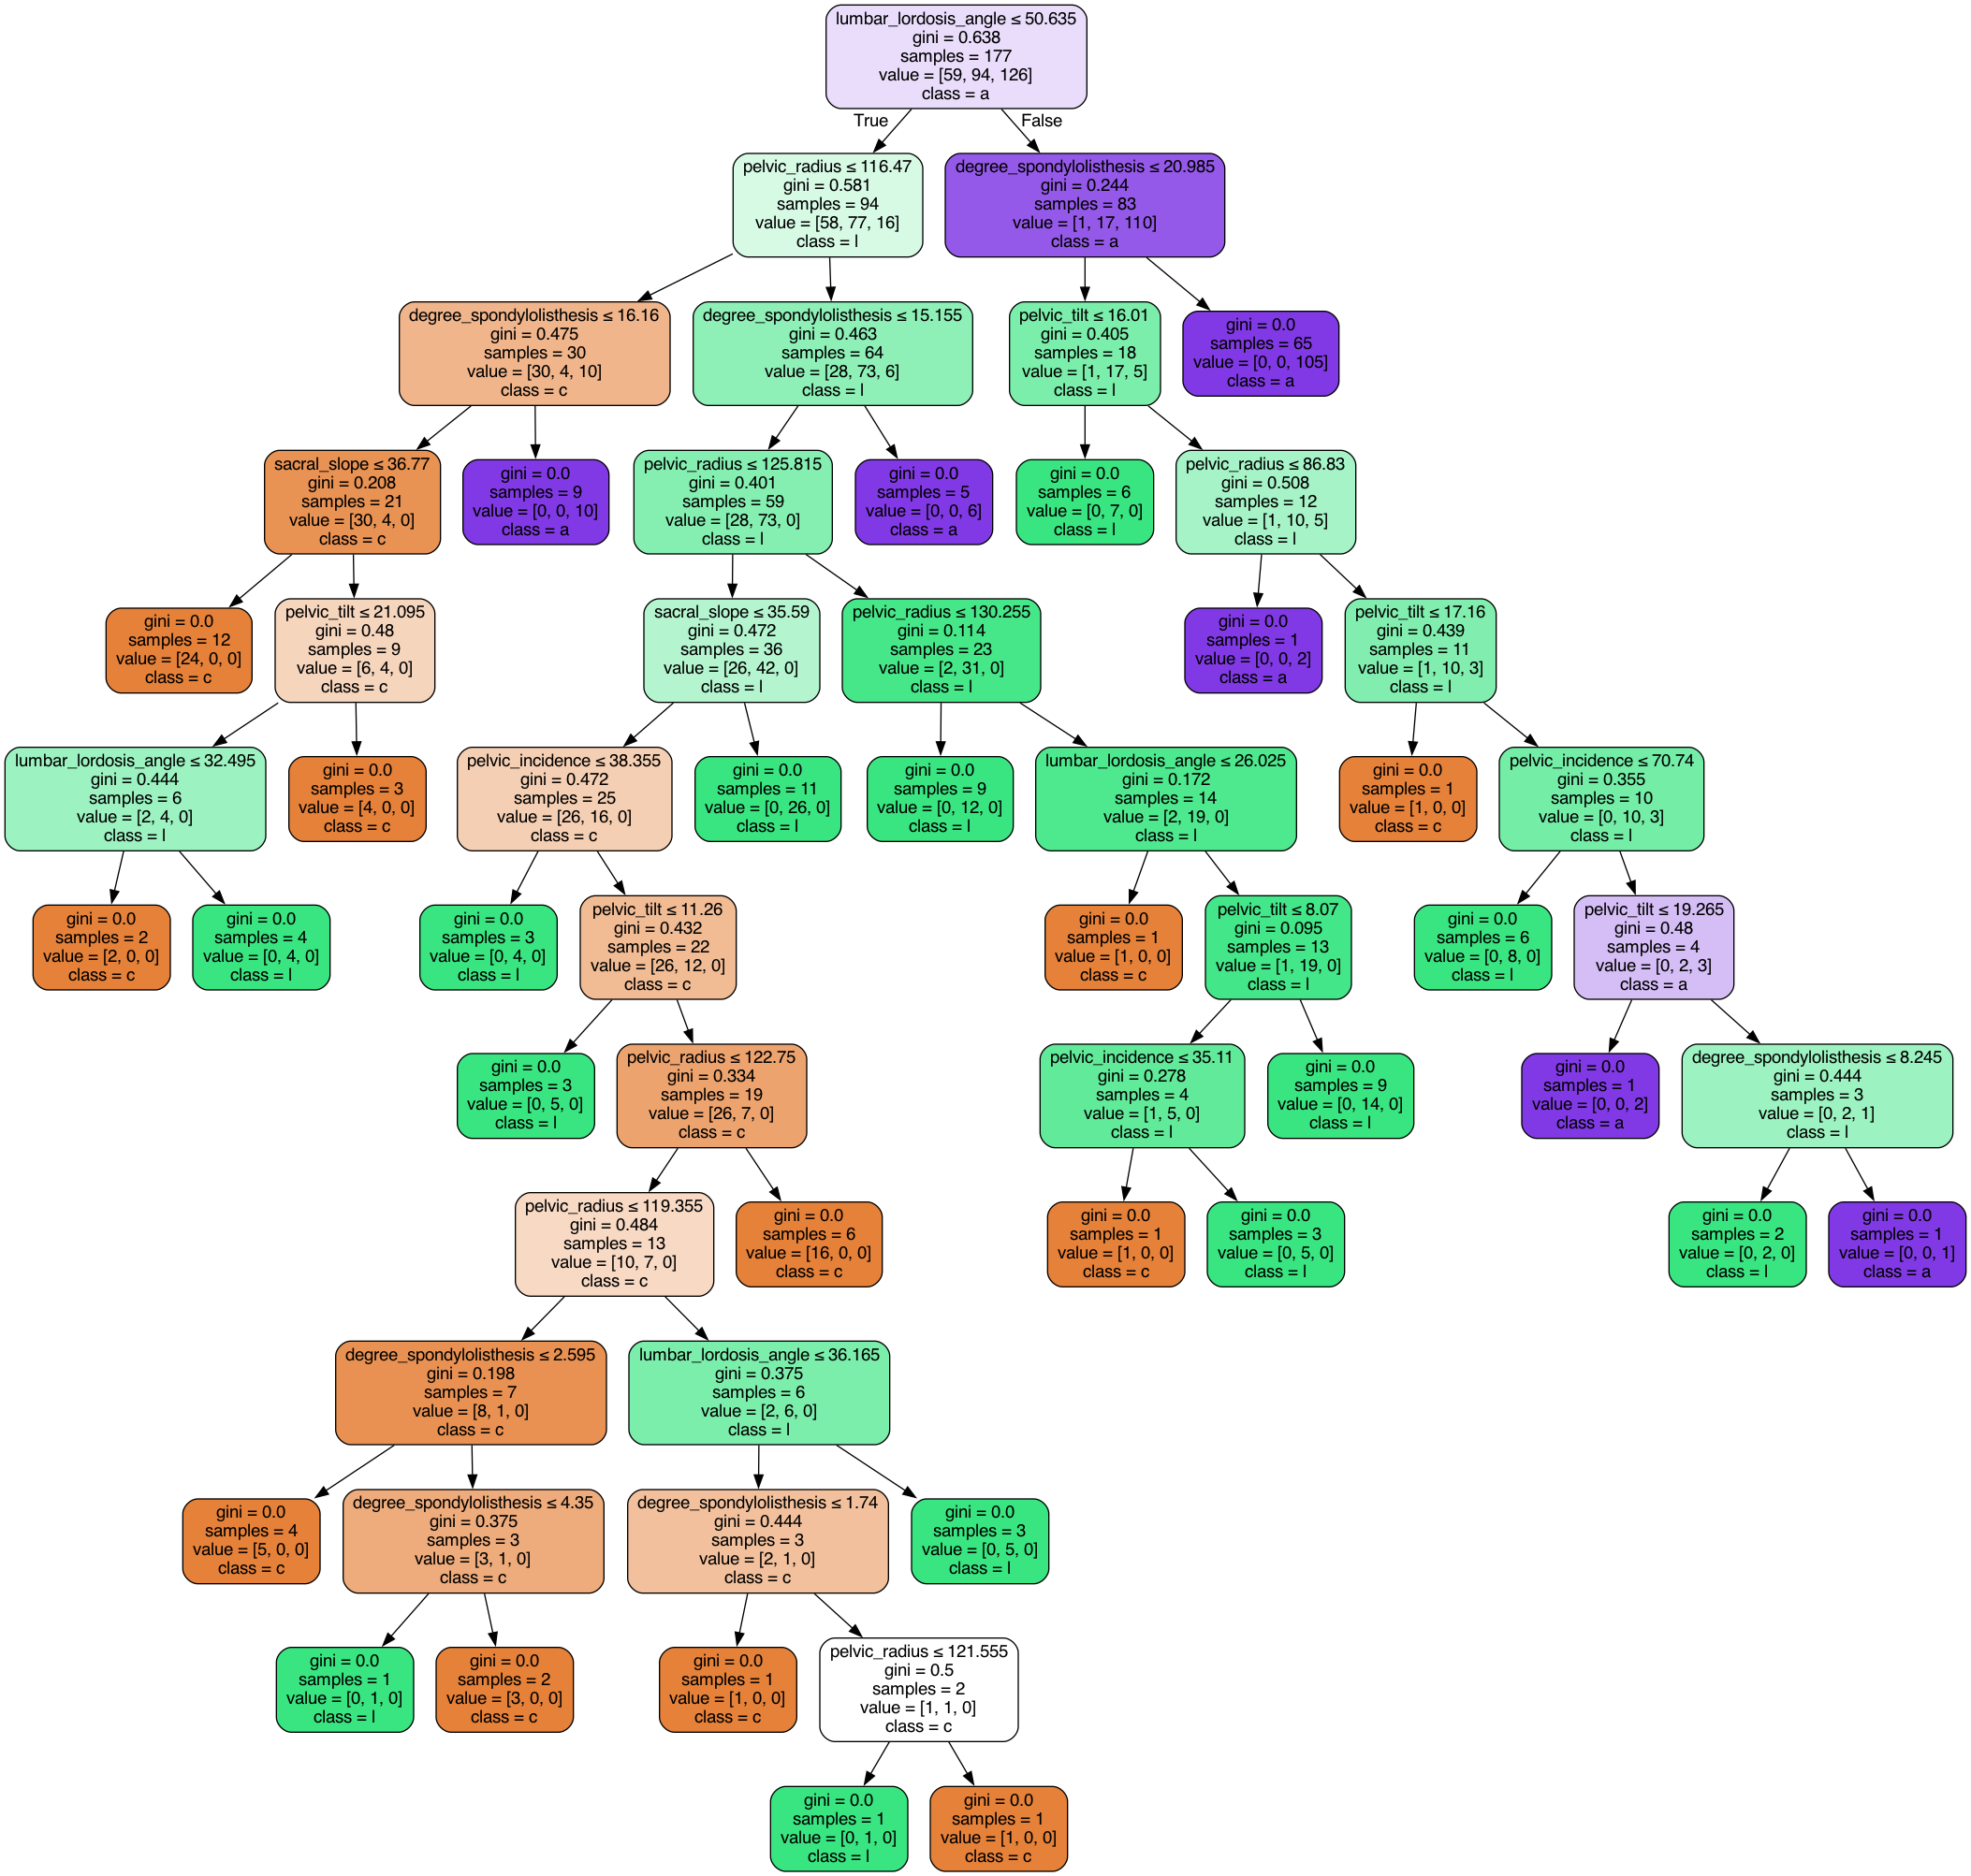 lumbar_lordosis_angle ≤ 50.635
gini = 0.638
samples = 177
value = [59, 94, 126]
class = a
True
False
pelvic_radius ≤ 116.47
gini = 0.581
samples = 94
value = [58, 77, 16]
class = l
degree_spondylolisthesis ≤ 20.985
gini = 0.244
samples = 83
value = [1, 17, 110]
class = a
degree_spondylolisthesis ≤ 16.16
gini = 0.475
samples = 30
value = [30, 4, 10]
class = c
degree_spondylolisthesis ≤ 15.155
gini = 0.463
samples = 64
value = [28, 73, 6]
class = l
pelvic_tilt ≤ 16.01
gini = 0.405
samples = 18
value = [1, 17, 5]
class = l
gini = 0.0
samples = 65
value = [0, 0, 105]
class = a
sacral_slope ≤ 36.77
gini = 0.208
samples = 21
value = [30, 4, 0]
class = c
gini = 0.0
samples = 9
value = [0, 0, 10]
class = a
pelvic_radius ≤ 125.815
gini = 0.401
samples = 59
value = [28, 73, 0]
class = l
gini = 0.0
samples = 5
value = [0, 0, 6]
class = a
gini = 0.0
samples = 6
value = [0, 7, 0]
class = l
pelvic_radius ≤ 86.83
gini = 0.508
samples = 12
value = [1, 10, 5]
class = l
gini = 0.0
samples = 12
value = [24, 0, 0]
class = c
pelvic_tilt ≤ 21.095
gini = 0.48
samples = 9
value = [6, 4, 0]
class = c
sacral_slope ≤ 35.59
gini = 0.472
samples = 36
value = [26, 42, 0]
class = l
pelvic_radius ≤ 130.255
gini = 0.114
samples = 23
value = [2, 31, 0]
class = l
gini = 0.0
samples = 1
value = [0, 0, 2]
class = a
pelvic_tilt ≤ 17.16
gini = 0.439
samples = 11
value = [1, 10, 3]
class = l
lumbar_lordosis_angle ≤ 32.495
gini = 0.444
samples = 6
value = [2, 4, 0]
class = l
gini = 0.0
samples = 3
value = [4, 0, 0]
class = c
pelvic_incidence ≤ 38.355
gini = 0.472
samples = 25
value = [26, 16, 0]
class = c
gini = 0.0
samples = 11
value = [0, 26, 0]
class = l
gini = 0.0
samples = 9
value = [0, 12, 0]
class = l
lumbar_lordosis_angle ≤ 26.025
gini = 0.172
samples = 14
value = [2, 19, 0]
class = l
gini = 0.0
samples = 1
value = [1, 0, 0]
class = c
pelvic_incidence ≤ 70.74
gini = 0.355
samples = 10
value = [0, 10, 3]
class = l
gini = 0.0
samples = 2
value = [2, 0, 0]
class = c
gini = 0.0
samples = 4
value = [0, 4, 0]
class = l
gini = 0.0
samples = 3
value = [0, 4, 0]
class = l
pelvic_tilt ≤ 11.26
gini = 0.432
samples = 22
value = [26, 12, 0]
class = c
gini = 0.0
samples = 1
value = [1, 0, 0]
class = c
pelvic_tilt ≤ 8.07
gini = 0.095
samples = 13
value = [1, 19, 0]
class = l
gini = 0.0
samples = 6
value = [0, 8, 0]
class = l
pelvic_tilt ≤ 19.265
gini = 0.48
samples = 4
value = [0, 2, 3]
class = a
gini = 0.0
samples = 3
value = [0, 5, 0]
class = l
pelvic_radius ≤ 122.75
gini = 0.334
samples = 19
value = [26, 7, 0]
class = c
pelvic_incidence ≤ 35.11
gini = 0.278
samples = 4
value = [1, 5, 0]
class = l
gini = 0.0
samples = 9
value = [0, 14, 0]
class = l
gini = 0.0
samples = 1
value = [0, 0, 2]
class = a
degree_spondylolisthesis ≤ 8.245
gini = 0.444
samples = 3
value = [0, 2, 1]
class = l
pelvic_radius ≤ 119.355
gini = 0.484
samples = 13
value = [10, 7, 0]
class = c
gini = 0.0
samples = 6
value = [16, 0, 0]
class = c
gini = 0.0
samples = 1
value = [1, 0, 0]
class = c
gini = 0.0
samples = 3
value = [0, 5, 0]
class = l
gini = 0.0
samples = 2
value = [0, 2, 0]
class = l
gini = 0.0
samples = 1
value = [0, 0, 1]
class = a
degree_spondylolisthesis ≤ 2.595
gini = 0.198
samples = 7
value = [8, 1, 0]
class = c
lumbar_lordosis_angle ≤ 36.165
gini = 0.375
samples = 6
value = [2, 6, 0]
class = l
gini = 0.0
samples = 4
value = [5, 0, 0]
class = c
degree_spondylolisthesis ≤ 4.35
gini = 0.375
samples = 3
value = [3, 1, 0]
class = c
degree_spondylolisthesis ≤ 1.74
gini = 0.444
samples = 3
value = [2, 1, 0]
class = c
gini = 0.0
samples = 3
value = [0, 5, 0]
class = l
gini = 0.0
samples = 1
value = [0, 1, 0]
class = l
gini = 0.0
samples = 2
value = [3, 0, 0]
class = c
gini = 0.0
samples = 1
value = [1, 0, 0]
class = c
pelvic_radius ≤ 121.555
gini = 0.5
samples = 2
value = [1, 1, 0]
class = c
gini = 0.0
samples = 1
value = [0, 1, 0]
class = l
gini = 0.0
samples = 1
value = [1, 0, 0]
class = c